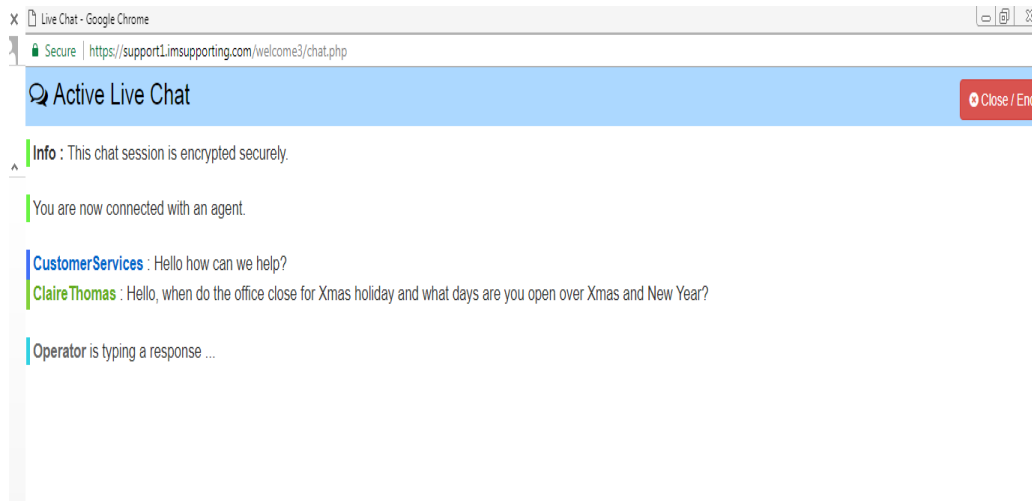 Live Chat - Google Chrome
Secure | https://support1.imsupporting.com/welcome3/chat.php
Active Live Chat
Close / End
Info : This chat session is encrypted securely.
You are now connected with an agent.
CustomerServices : Hello how can we help?
ClaireThomas : Hello, when do the office close for Xmas holiday and what days are you open over Xmas and New Year?
Operator is typing a response ...